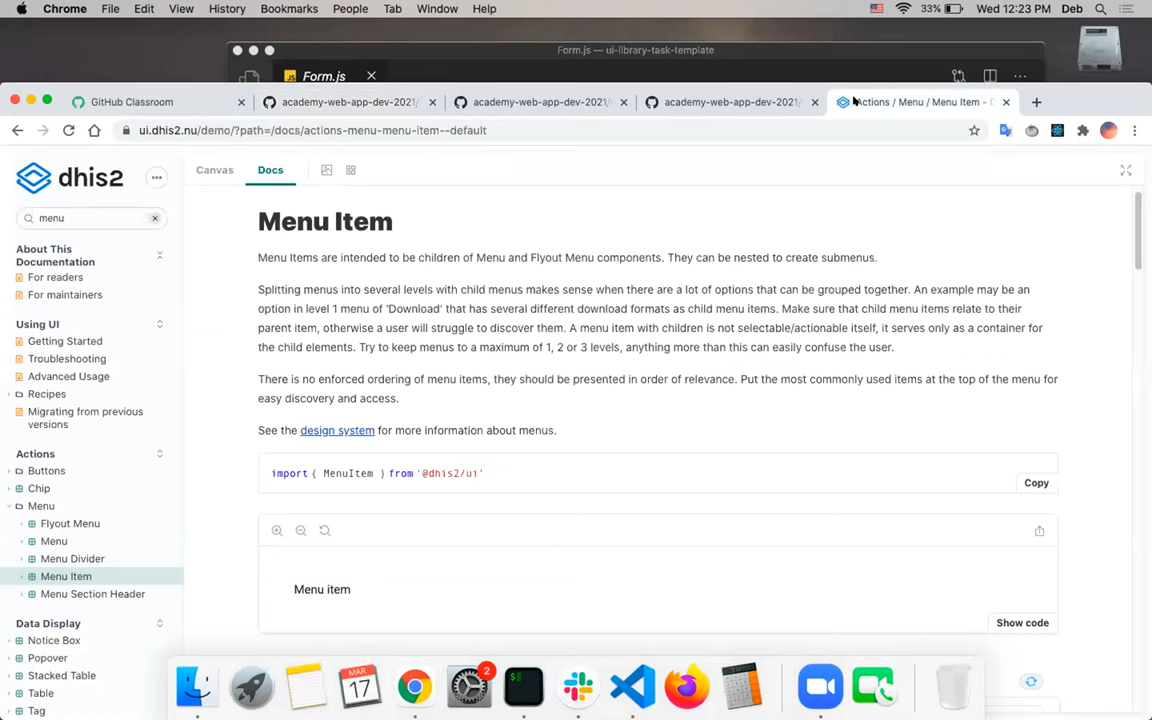 Chrome File Edit View History Bookmarks People Tab Window Help 33% Wed 12:23 PM Deb
Form.js — ui-library-task-template
JS Form.js
GitHub Classroom
academy-web-app-dev-2021/
academy-web-app-dev-2021/
academy-web-app-dev-2021/
Actions / Menu / Menu Item - D
ui.dhis2.nu/demo/?path=/docs/actions-menu-menu-item--default
dhis2
menu
About This
Documentation
For readers
For maintainers
Using UI
Getting Started
Troubleshooting
Advanced Usage
Recipes
Migrating from previous
versions
Actions
Buttons
Chip
Menu
Flyout Menu
Menu
Menu Divider
Menu Item
Menu Section Header
Data Display
Notice Box
Popover
Stacked Table
Table
Tag
Canvas Docs
Menu Item
Menu Items are intended to be children of Menu and Flyout Menu components. They can be nested to create submenus.
Splitting menus into several levels with child menus makes sense when there are a lot of options that can be grouped together. An example may be an
option in level 1 menu of 'Download' that has several different download formats as child menu items. Make sure that child menu items relate to their
parent item, otherwise a user will struggle to discover them. A menu item with children is not selectable/actionable itself, it serves only as a container for
the child elements. Try to keep menus to a maximum of 1, 2 or 3 levels, anything more than this can easily confuse the user.
There is no enforced ordering of menu items, they should be presented in order of relevance. Put the most commonly used items at the top of the menu for
easy discovery and access.
See the design system for more information about menus.
import { MenuItem } from '@dhis2/ui'
Copy
Menu item
Show code
MAR
17
2